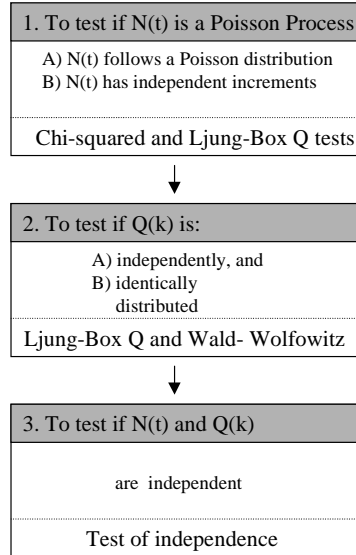 1. To test if N(t) is a Poisson Process
A) N(t) follows a Poisson distribution
B) N(t) has independent increments
Chi-squared and Ljung-Box Q tests
2. To test if Q(k) is:
A) independently, and
B) identically
distributed
Ljung-Box Q and Wald- Wolfowitz
3. To test if N(t) and Q(k)
are independent
Test of independence